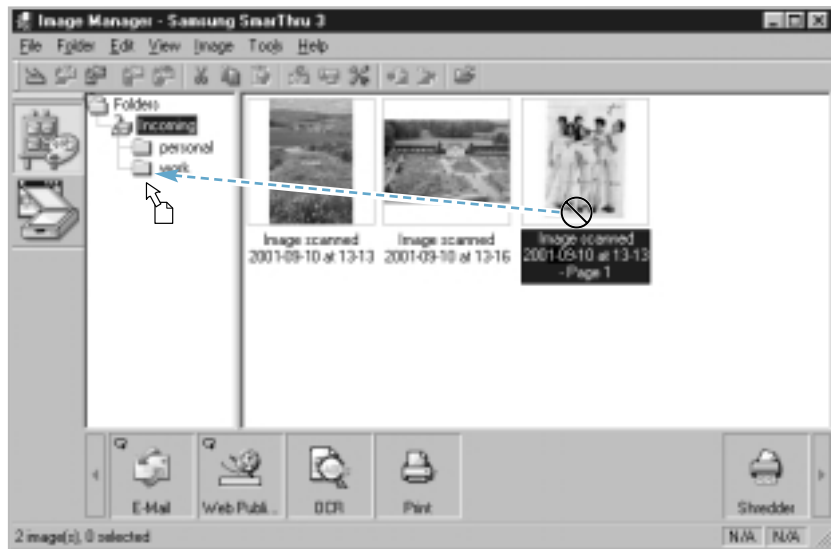 Image Manager - Samsung SmarThru 3
File Folder Edit View Image Tools Help
Folders
Incoming
personal
work
Image scanned
2001-09-10 at 13-13
Image scanned
2001-09-10 at 13-16
Image scanned
2001-09-10 at 13-13
- Page 1
E-Mail
Web Publi...
OCR
Print
Shredder
2 image(s), 0 selected
N/A
N/A